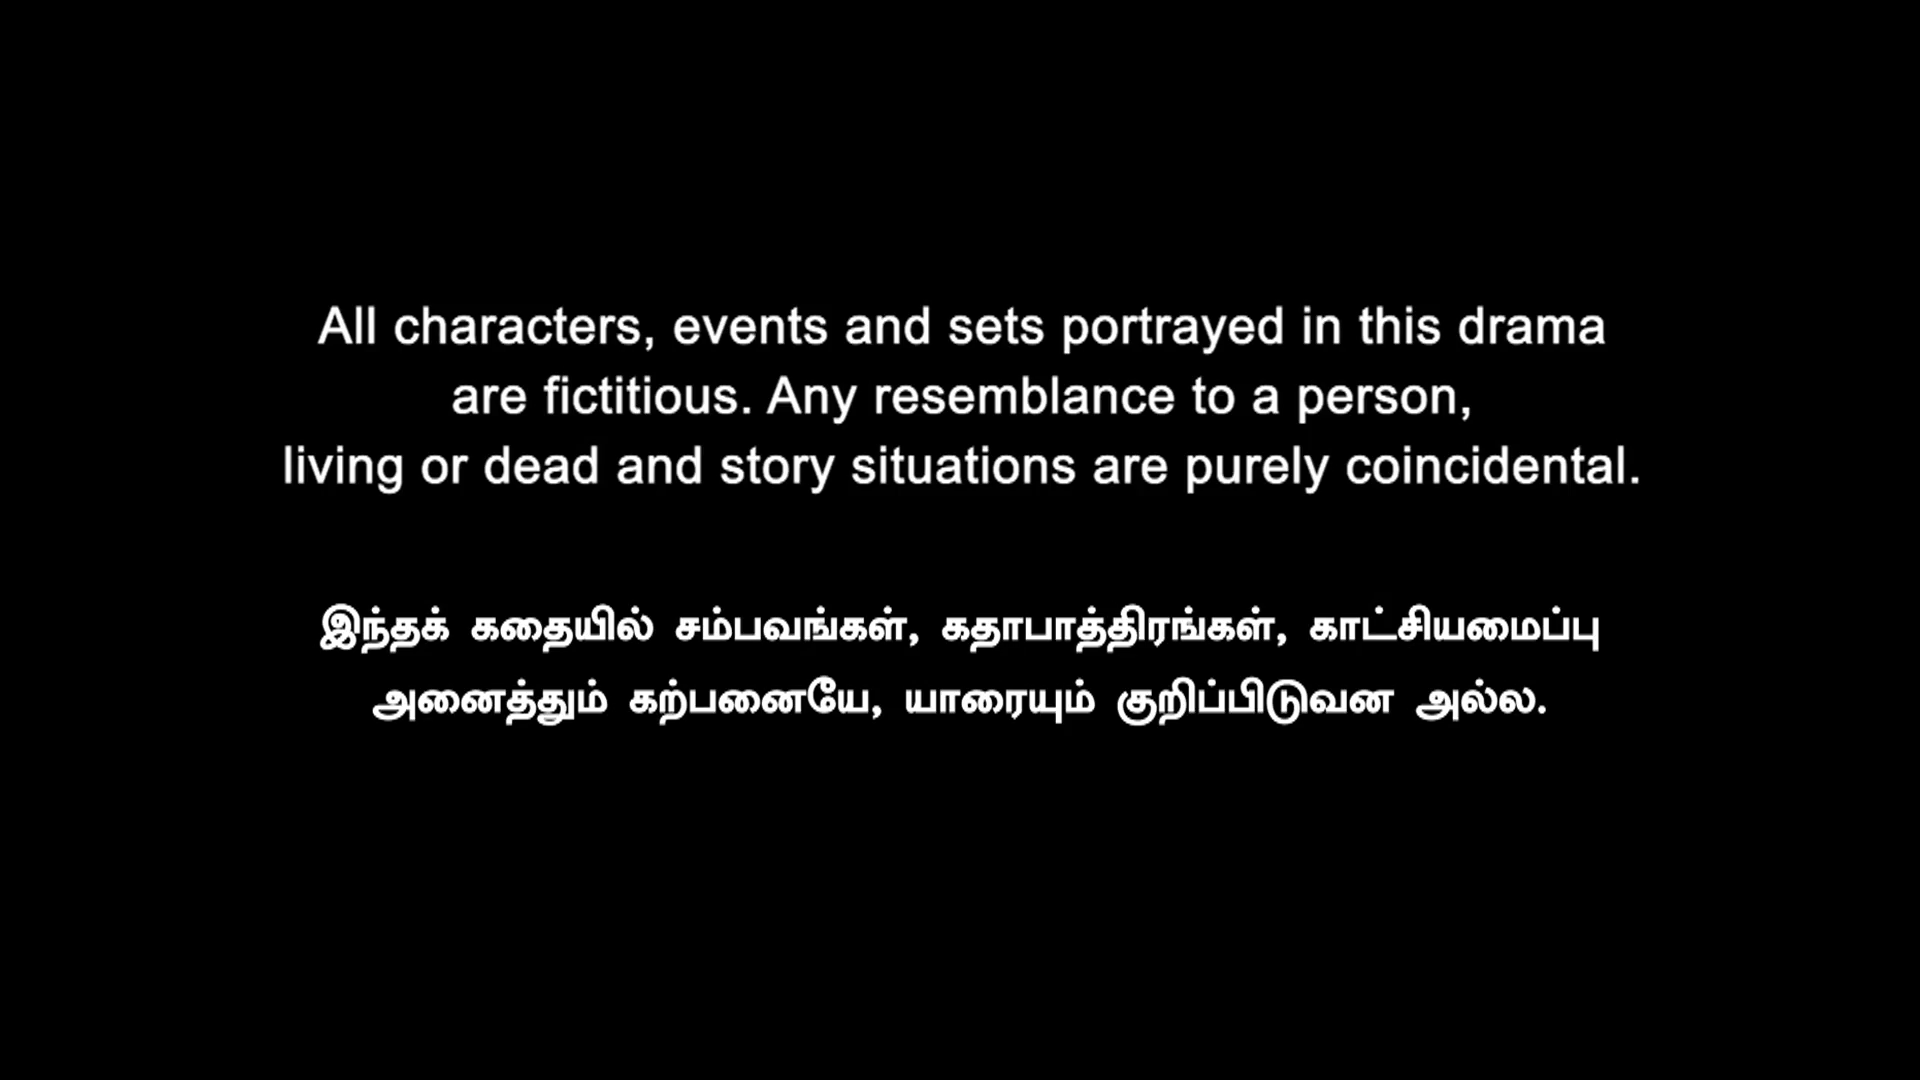 All characters, events and sets portrayed in this drama
are fictitious. Any resemblance to a person,
living or dead and story situations are purely coincidental.
இந்தக் கதையில் சம்பவங்கள், கதாபாத்திரங்கள், காட்சியமைப்பு
அனைத்தும் கற்பனையே, யாரையும் குறிப்பிடுவன அல்ல.